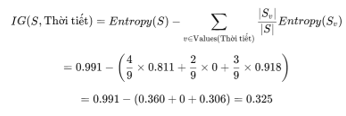 IG(S, Thời tiết) = Entropy(S) − ∑_{v∈Values(Thời tiết)} |S_v|/|S| Entropy(S_v)
= 0.991 − (4/9 × 0.811 + 2/9 × 0 + 3/9 × 0.918)
= 0.991 − (0.360 + 0 + 0.306) = 0.325